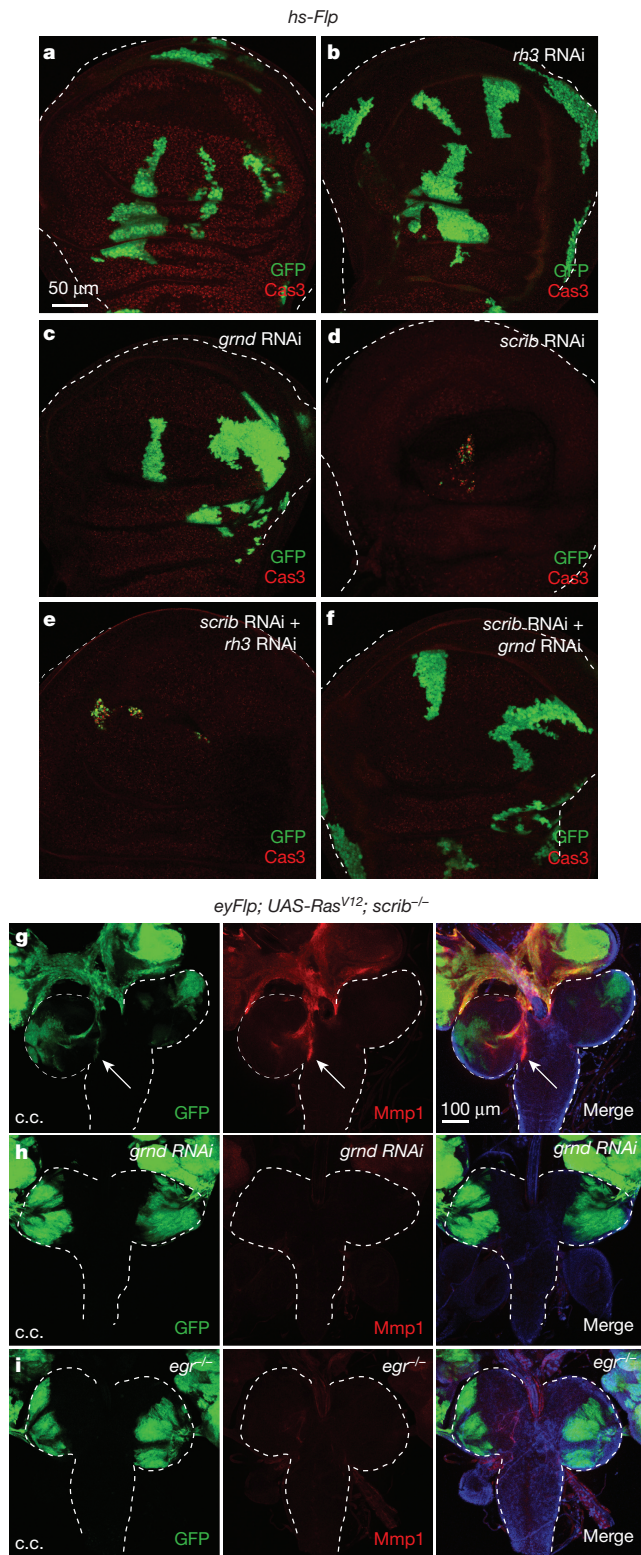 hs-Flp
a
GFP
Cas3
50 μm
b
rh3 RNAi
GFP
Cas3
c
grnd RNAi
GFP
Cas3
d
scrib RNAi
GFP
Cas3
e
scrib RNAi +
rh3 RNAi
GFP
Cas3
f
scrib RNAi +
grnd RNAi
GFP
Cas3
eyFlp; UAS-RasV12; scrib–/–
g
c.c.
GFP
Mmp1
100 μm
Merge
h
grnd RNAi
c.c.
GFP
grnd RNAi
Mmp1
grnd RNAi
Merge
i
egr–/–
c.c.
GFP
egr–/–
Mmp1
egr–/–
Merge